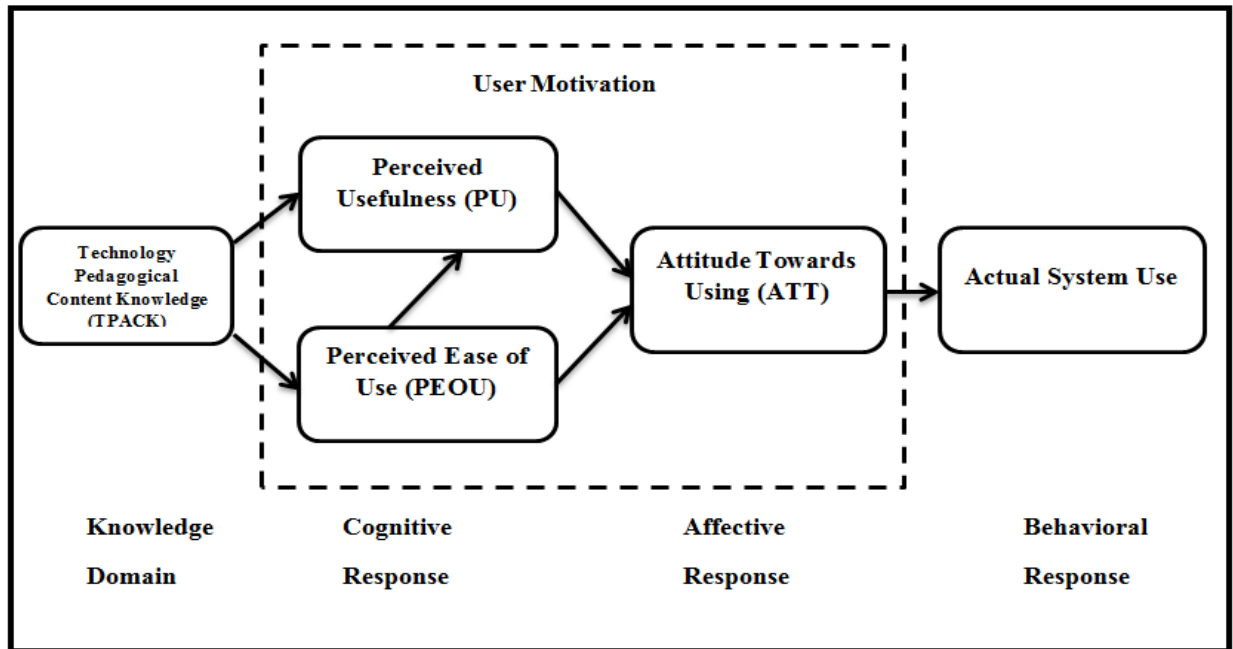 User Motivation
Perceived
Usefulness (PU)
Technology
Pedagogical
Content Knowledge
(TPACK)
Perceived Ease of
Use (PEOU)
Attitude Towards
Using (ATT)
Actual System Use
Knowledge
Domain
Cognitive
Response
Affective
Response
Behavioral
Response